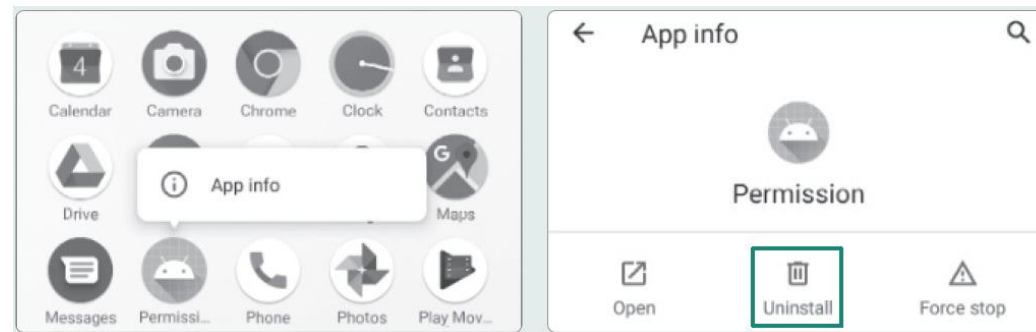 4
Calendar
Camera
Chrome
Clock
Contacts
App info
G
Drive
Maps
Messages
Permissi...
Phone
Photos
Play Mov...
App info
Permission
Open
Uninstall
Force stop